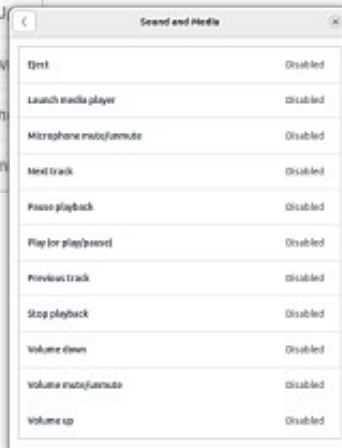 Sound and Media
Eject Disabled
Launch media player Disabled
Microphone mute/unmute Disabled
Next track Disabled
Pause playback Disabled
Play (or play/pause) Disabled
Previous track Disabled
Stop playback Disabled
Volume down Disabled
Volume mute/unmute Disabled
Volume up Disabled